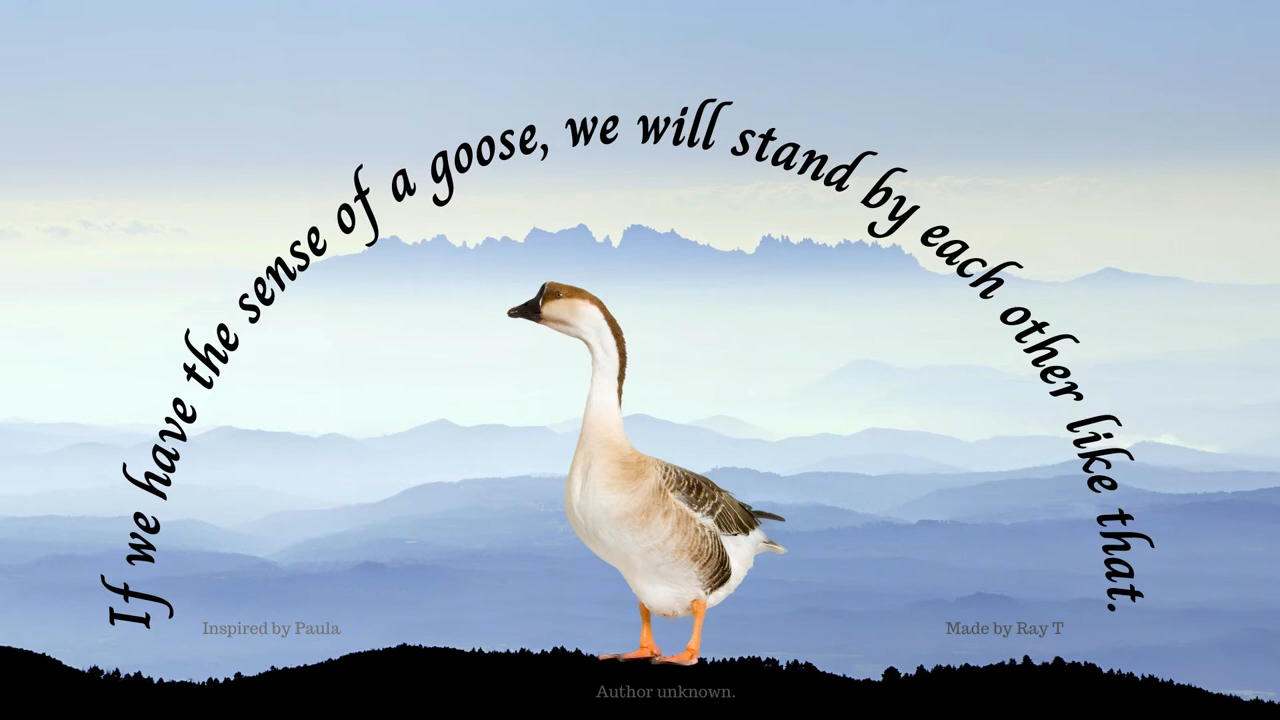 If we have the sense of a goose, we will stand by each other like that.
Inspired by Paula
Made by Ray T
Author unknown.